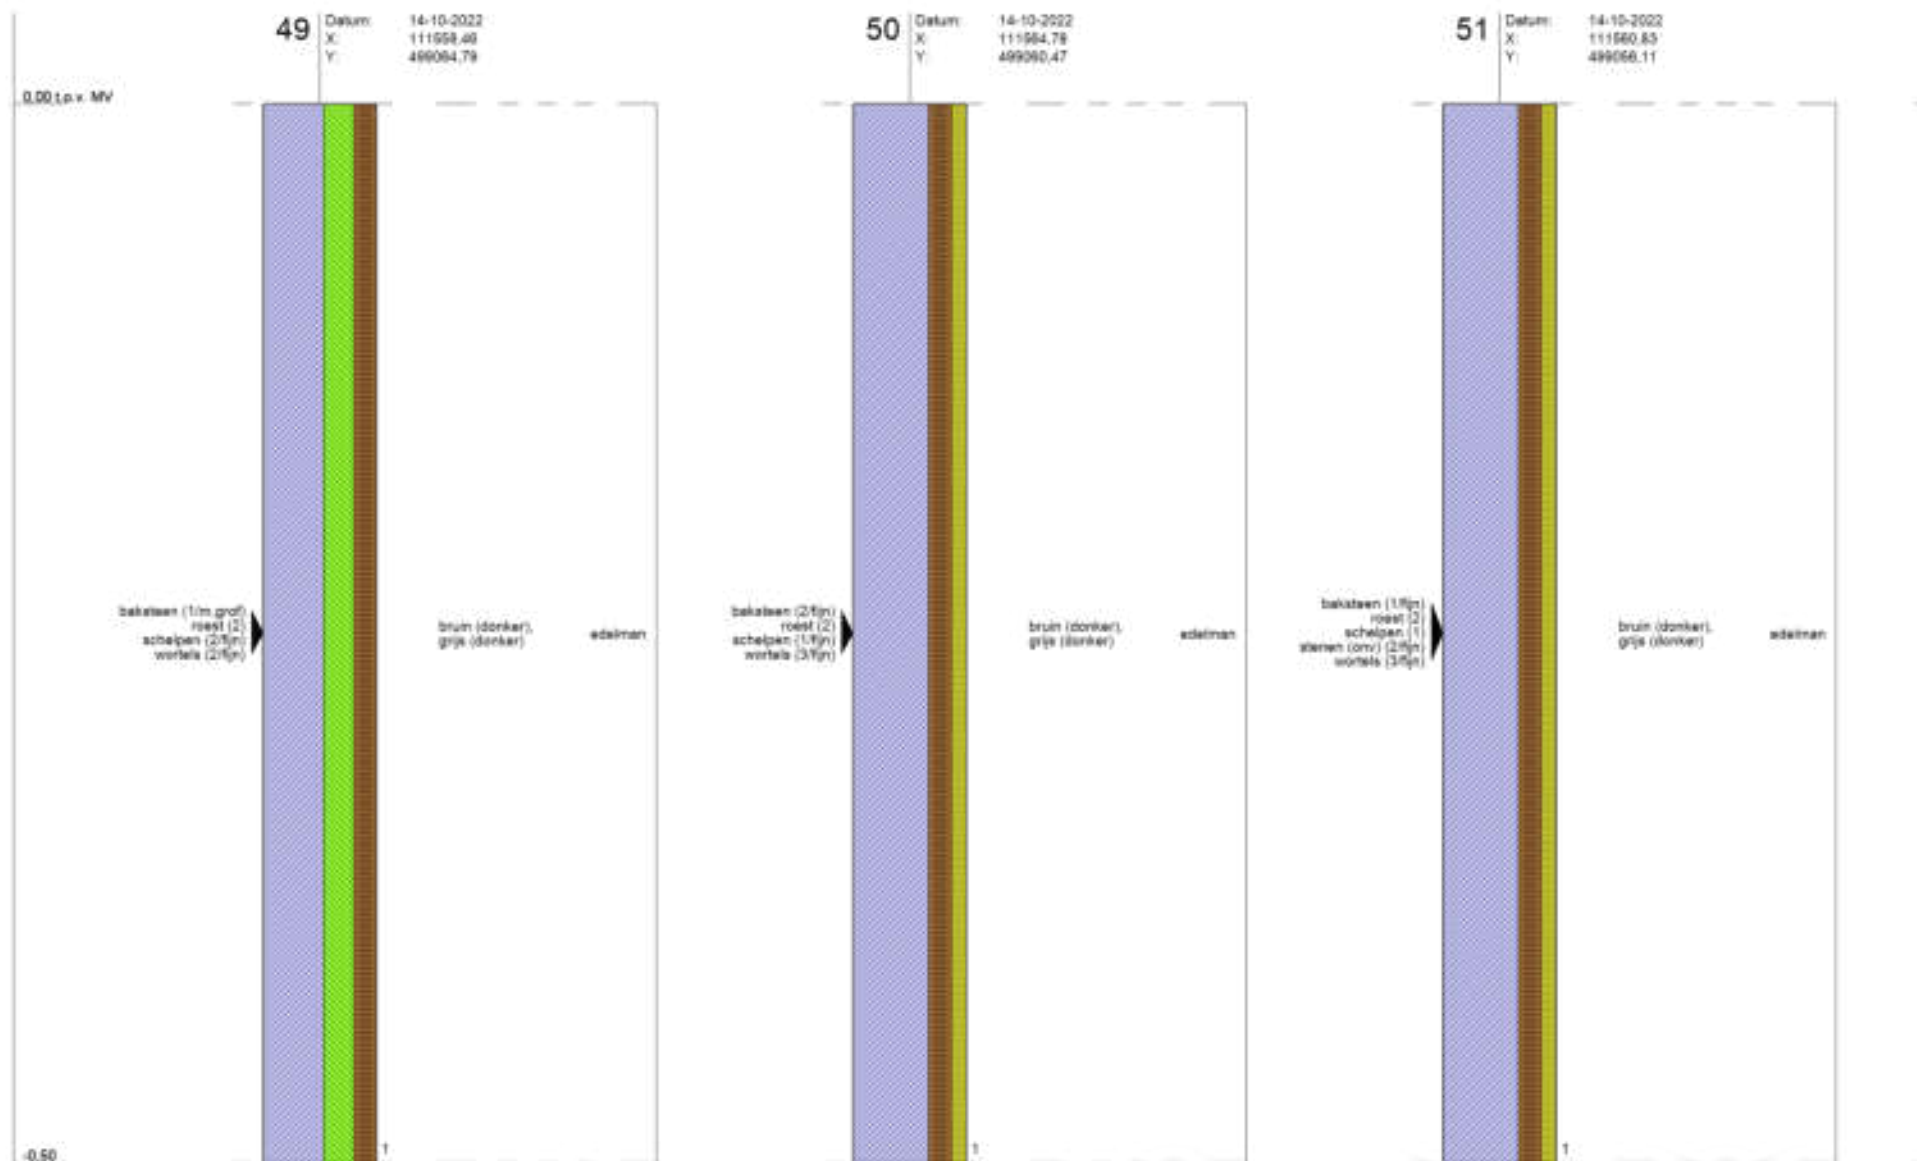 49
Datum: 14-10-2022
X: 111559,46
Y: 499064,79
50
Datum: 14-10-2022
X: 111564,79
Y: 499060,47
51
Datum: 14-10-2022
X: 111560,83
Y: 499056,11
0.00 t.o.v. MV
baksteen (1/m.grof)
roest (2)
schelpen (2/fijn)
wortels (2/fijn)
bruin (donker),
grijs (donker)
edelman
baksteen (2/fijn)
roest (2)
schelpen (1/fijn)
wortels (3/fijn)
bruin (donker),
grijs (donker)
edelman
baksteen (1/fijn)
roest (2)
schelpen (1)
stenen (onv) (2/fijn)
wortels (3/fijn)
bruin (donker),
grijs (donker)
edelman
-0.50
1
1
1